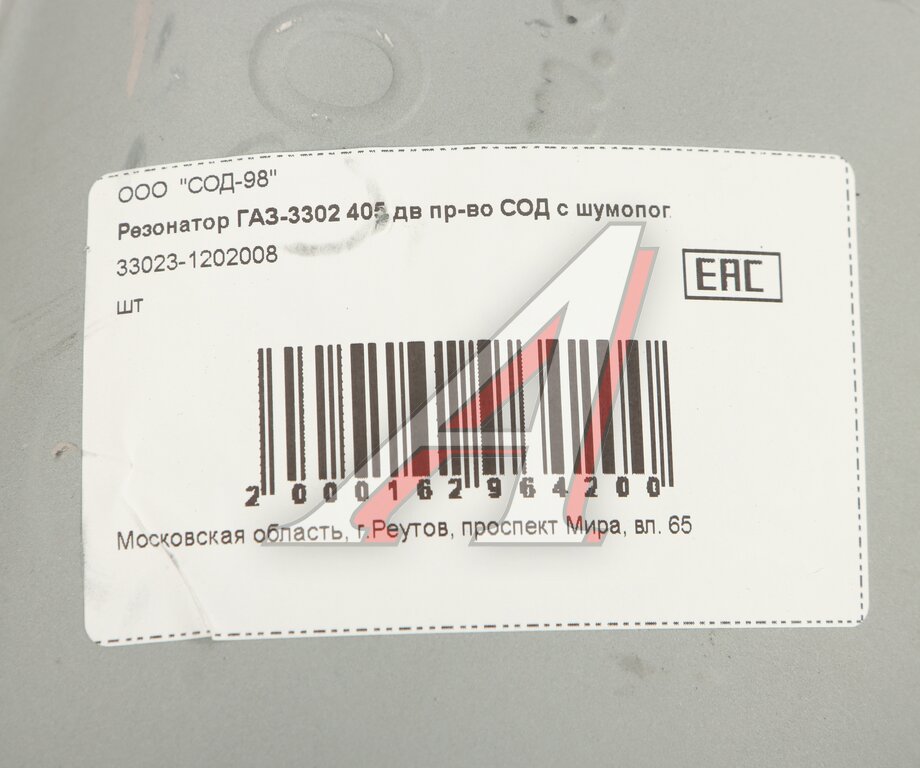 ООО "СОД-98"
Резонатор ГАЗ-3302 405 дв пр-во СОД с шумопог
33023-1202008
ЕАС
шт
2000162964200
Московская область, г.Реутов, проспект Мира, вл. 65